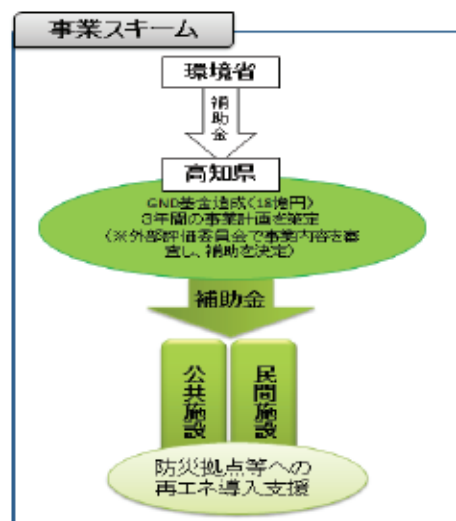 事業スキーム
環境省
補助金
高知県
GND基金造成(18億円)
3年間の事業計画を策定
(※外部評価委員会で事業内容を審
査し、補助を決定)
補助金
公共施設
民間施設
防災拠点等への
再エネ導入支援